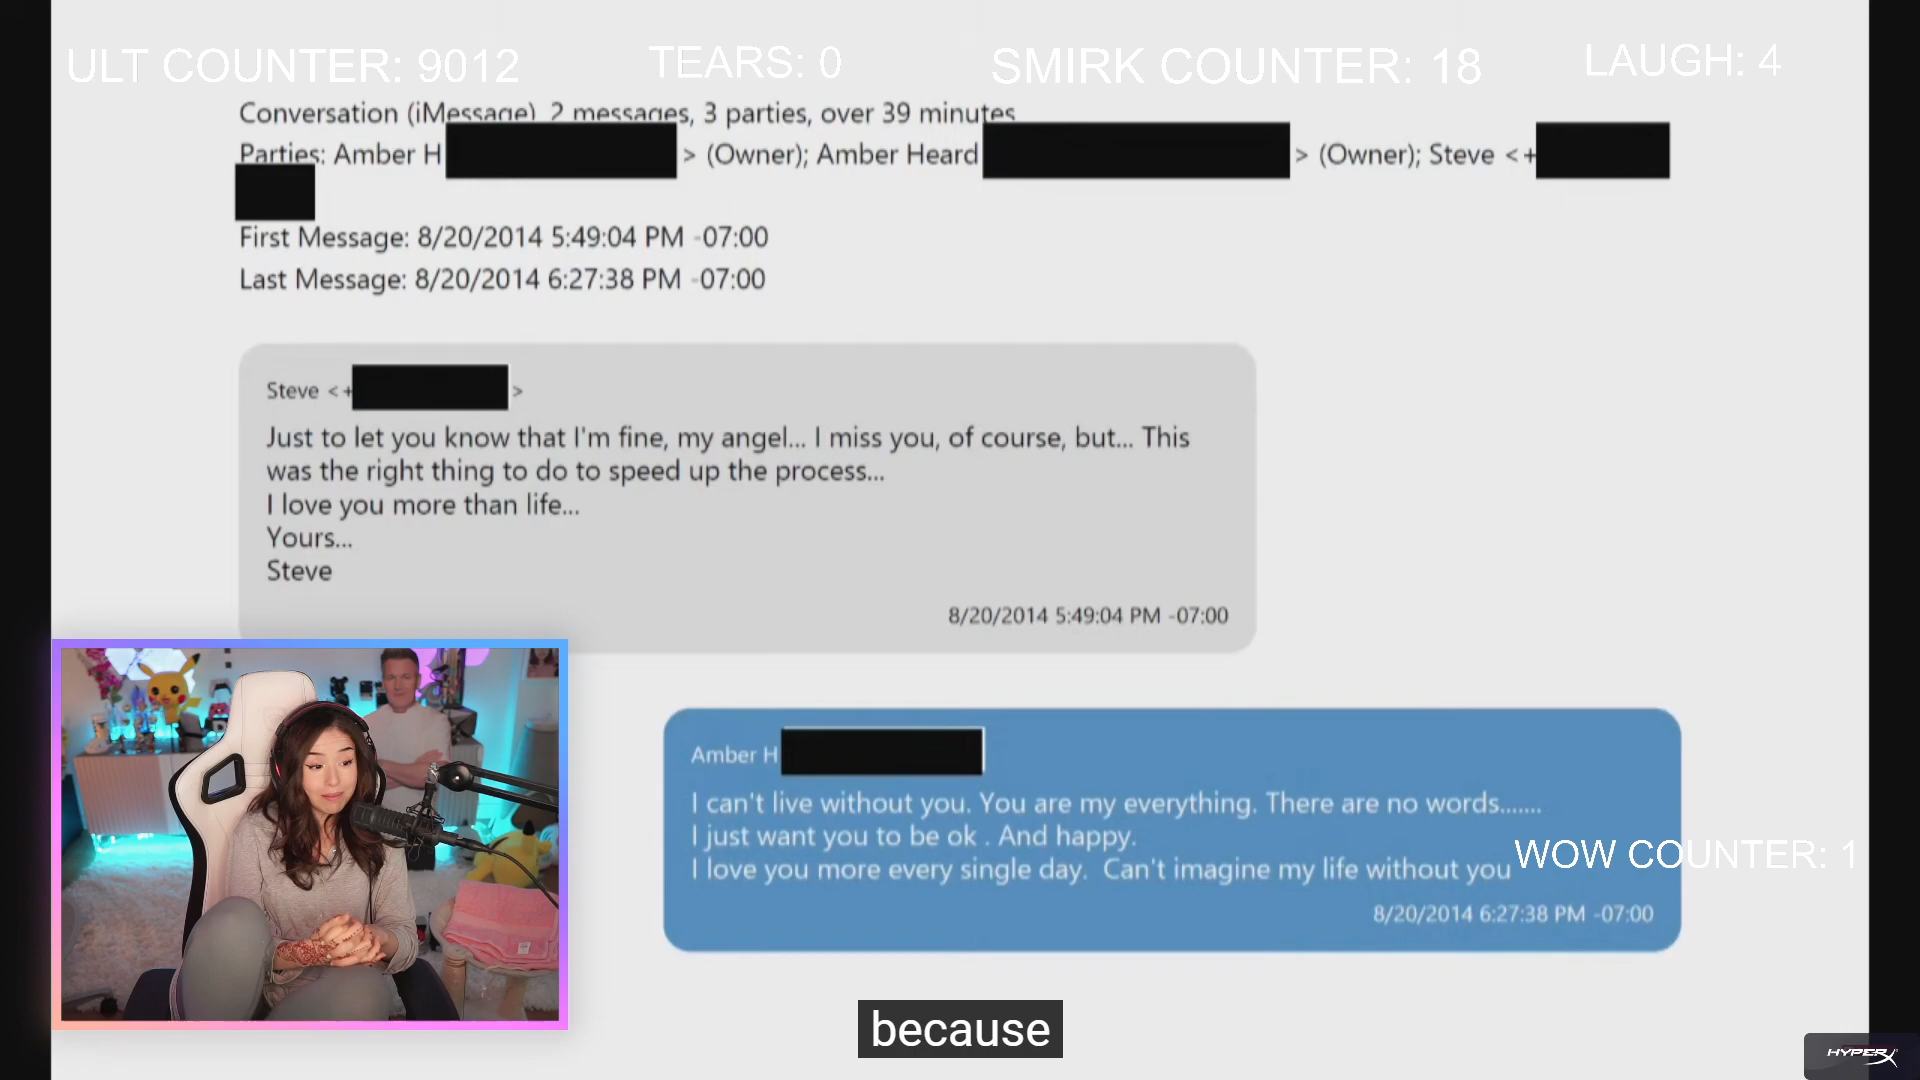 ULT COUNTER: 9012 TEARS: 0 SMIRK COUNTER: 18 LAUGH: 4
Conversation (iMessage), 2 messages, 3 parties, over 39 minutes
Parties: Amber H > (Owner); Amber Heard > (Owner); Steve <+
First Message: 8/20/2014 5:49:04 PM -07:00
Last Message: 8/20/2014 6:27:38 PM -07:00
Steve <+ >
Just to let you know that I'm fine, my angel... I miss you, of course, but... This
was the right thing to do to speed up the process...
I love you more than life...
Yours...
Steve
8/20/2014 5:49:04 PM -07:00
Amber H
I can't live without you. You are my everything. There are no words.......
I just want you to be ok . And happy.
I love you more every single day.  Can't imagine my life without you
WOW COUNTER: 1
8/20/2014 6:27:38 PM -07:00
because
HYPERX